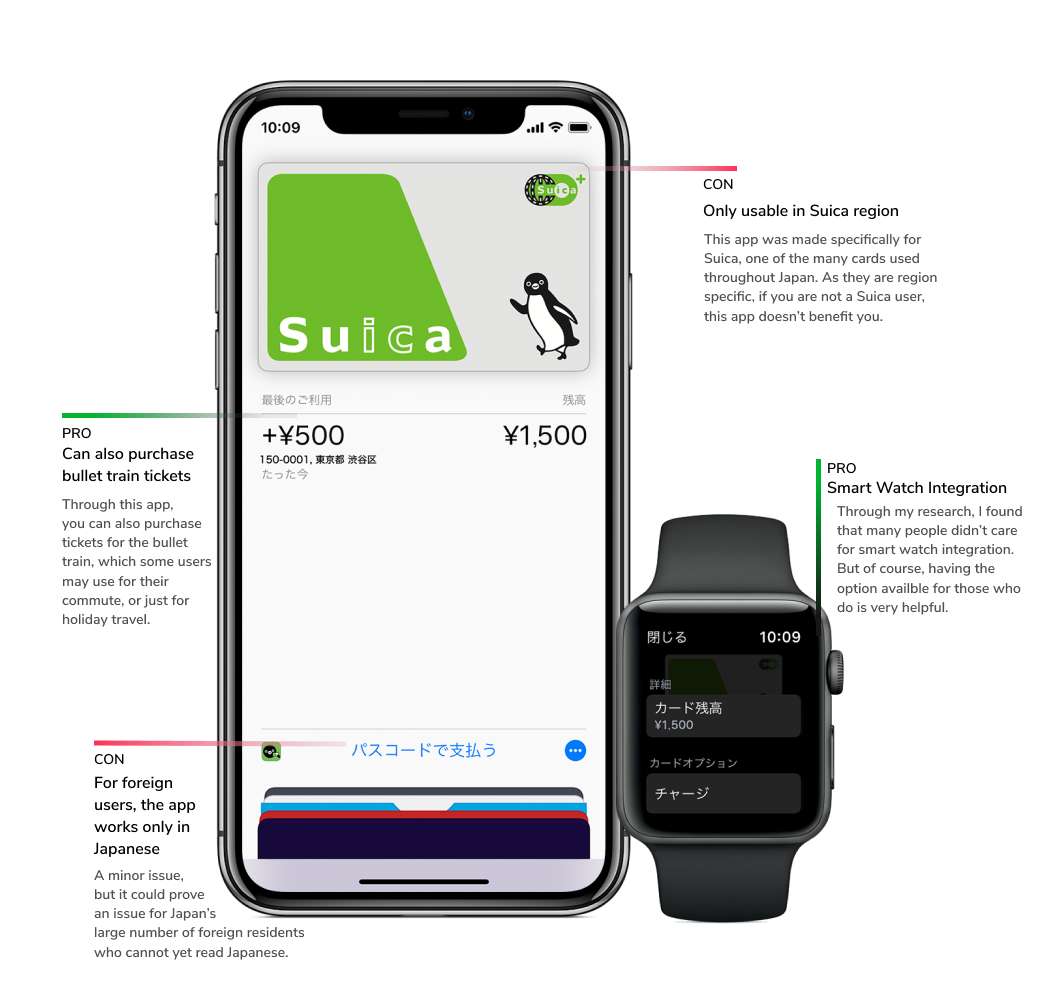 10:09
Suica
Suica
最後のご利用
残高
+¥500
¥1,500
150-0001, 東京都 渋谷区
たった今
パスコードで支払う
CON
Only usable in Suica region
This app was made specifically for
Suica, one of the many cards used
throughout Japan. As they are region
specific, if you are not a Suica user,
this app doesn't benefit you.
PRO
Can also purchase
bullet train tickets
Through this app,
you can also purchase
tickets for the bullet
train, which some users
may use for their
commute, or just for
holiday travel.
PRO
Smart Watch Integration
Through my research, I found
that many people didn't care
for smart watch integration.
But of course, having the
option availble for those who
do is very helpful.
閉じる
10:09
詳細
カード残高
¥1,500
カードオプション
チャージ
CON
For foreign
users, the app
works only in
Japanese
A minor issue,
but it could prove
an issue for Japan's
large number of foreign residents
who cannot yet read Japanese.